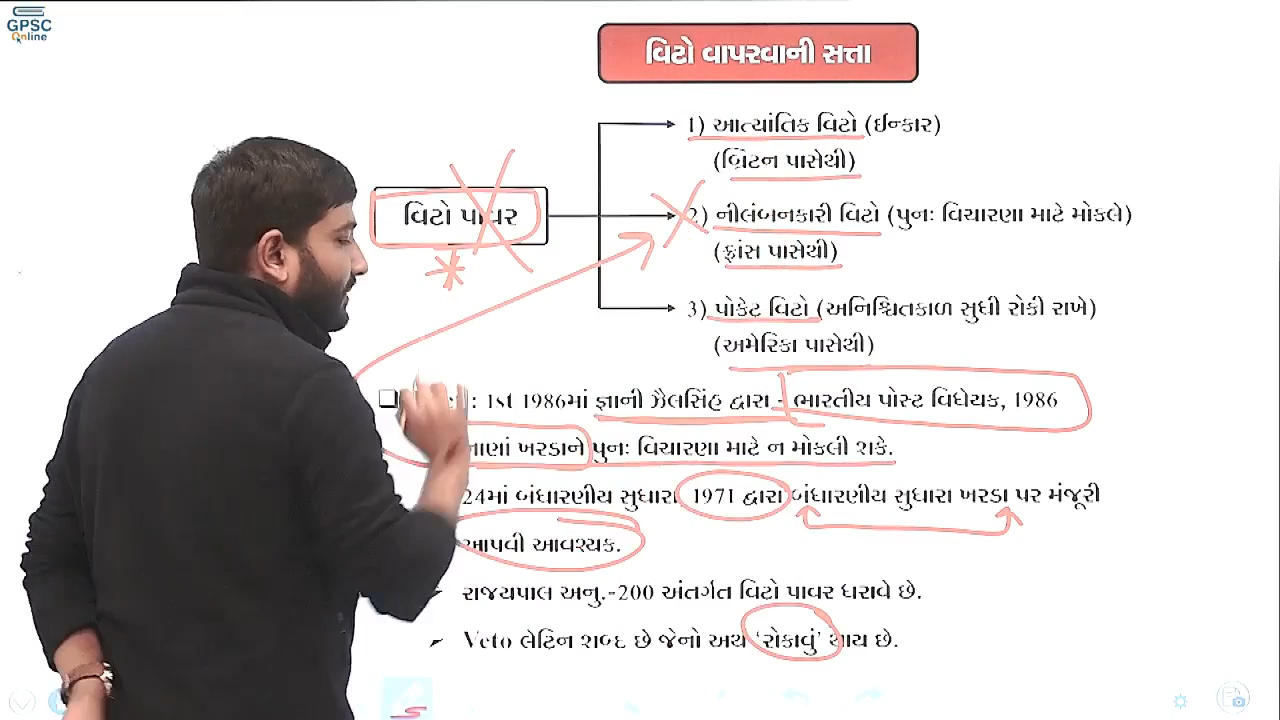 GPSC
Online
વિટો વાપરવાની સત્તા
વિટો પાવર
1) આત્યાંતિક વિટો (ઈન્કાર)
(બ્રિટન પાસેથી)
2) નીલંબનકારી વિટો (પુનઃ વિચારણા માટે મોકલે)
(ફ્રાંસ પાસેથી)
3) પોકેટ વિટો (અનિશ્ચિતકાળ સુધી રોકી રાખે)
(અમેરિકા પાસેથી)
: 1st 1986માં જ્ઞાની ઝૈલસિંહ દ્વારા - ભારતીય પોસ્ટ વિધેયક, 1986
નાણાં ખરડાને પુનઃ વિચારણા માટે ન મોકલી શકે.
24માં બંધારણીય સુધારા 1971 દ્વારા બંધારણીય સુધારા ખરડા પર મંજૂરી
આપવી આવશ્યક.
રાજયપાલ અનુ.-200 અંતર્ગત વિટો પાવર ધરાવે છે.
Veto લેટિન શબ્દ છે જેનો અર્થ ‘રોકાવું’ થાય છે.